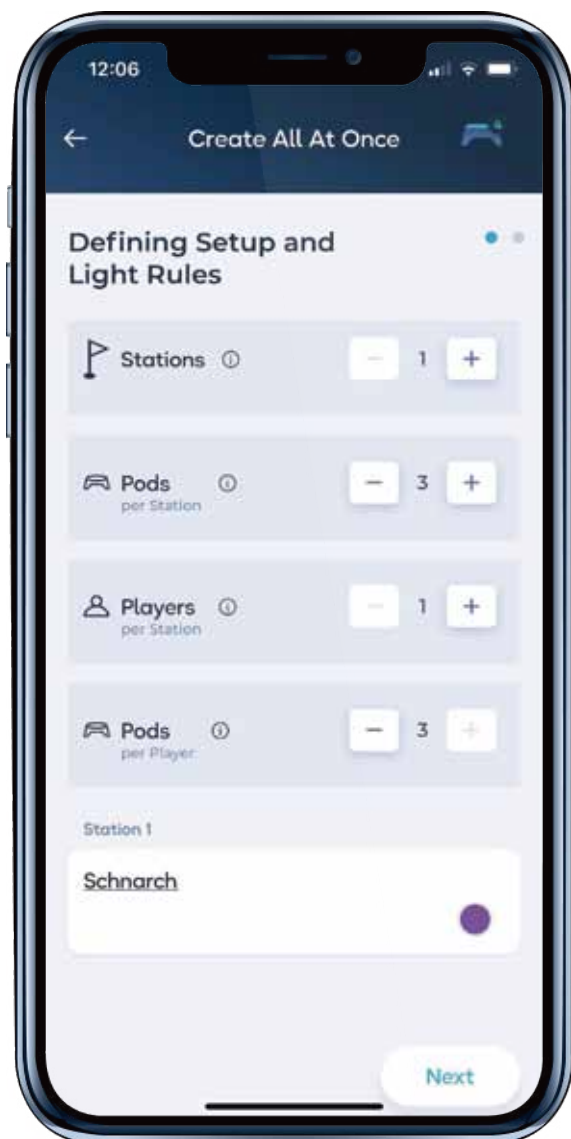 12:06
Create All At Once
Defining Setup and
Light Rules
Stations 1
Pods 3
per Station
Players 1
per Station
Pods 3
per Player
Station 1
Schnarch
Next